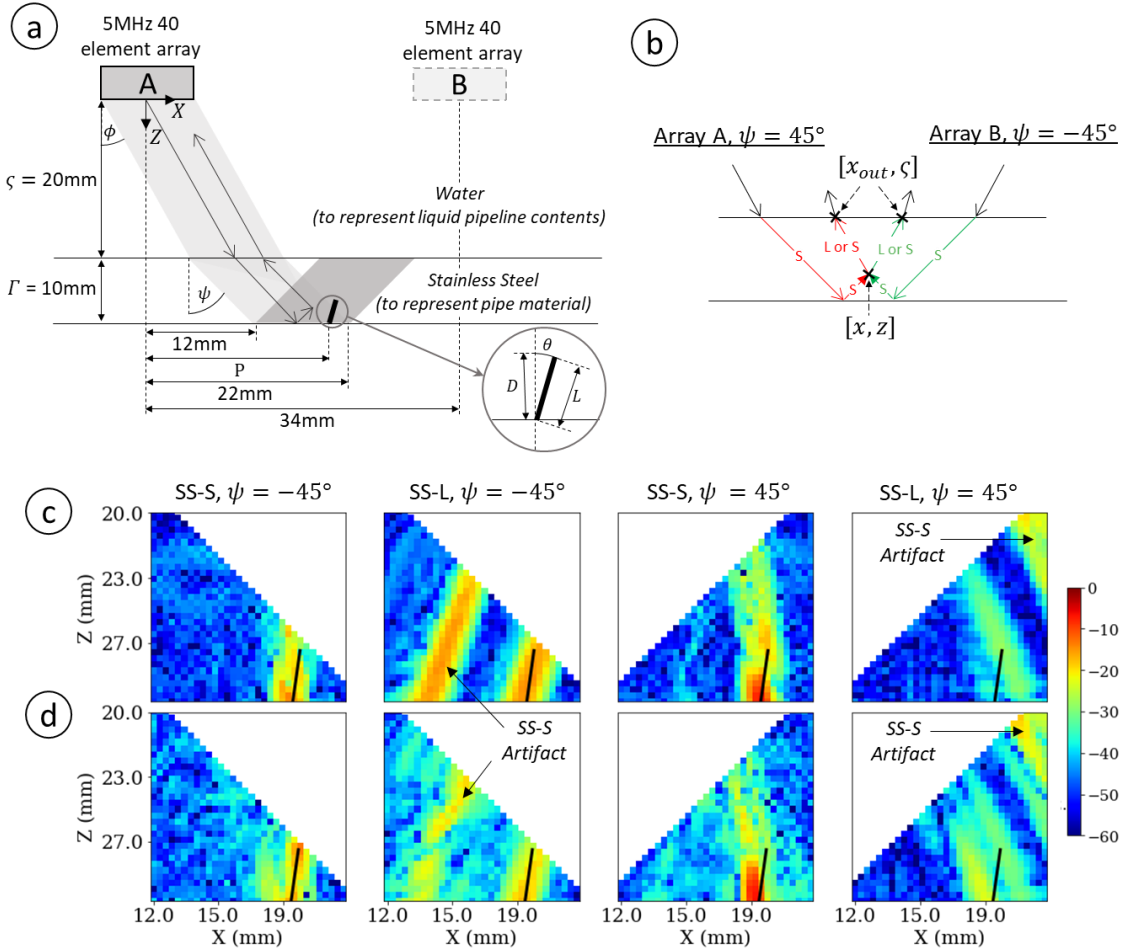 a
5MHz 40
element array
5MHz 40
element array
A
B
X
Z
ϕ
ς = 20mm
Water
(to represent liquid pipeline contents)
Γ = 10mm
ψ
Stainless Steel
(to represent pipe material)
12mm
P
22mm
34mm
θ
D
L
b
Array A, ψ = 45°
Array B, ψ = −45°
[x_out, ς]
S
L or S
L or S
S
S
S
[x, z]
c
SS-S, ψ = −45°
SS-L, ψ = −45°
SS-S, ψ = 45°
SS-L, ψ = 45°
20.0
23.0
27.0
Z (mm)
SS-S
Artifact
0
−10
−20
−30
−40
−50
−60
d
20.0
23.0
27.0
Z (mm)
SS-S
Artifact
SS-S
Artifact
12.0 15.0 19.0
12.0 15.0 19.0
12.0 15.0 19.0
12.0 15.0 19.0
X (mm)
X (mm)
X (mm)
X (mm)